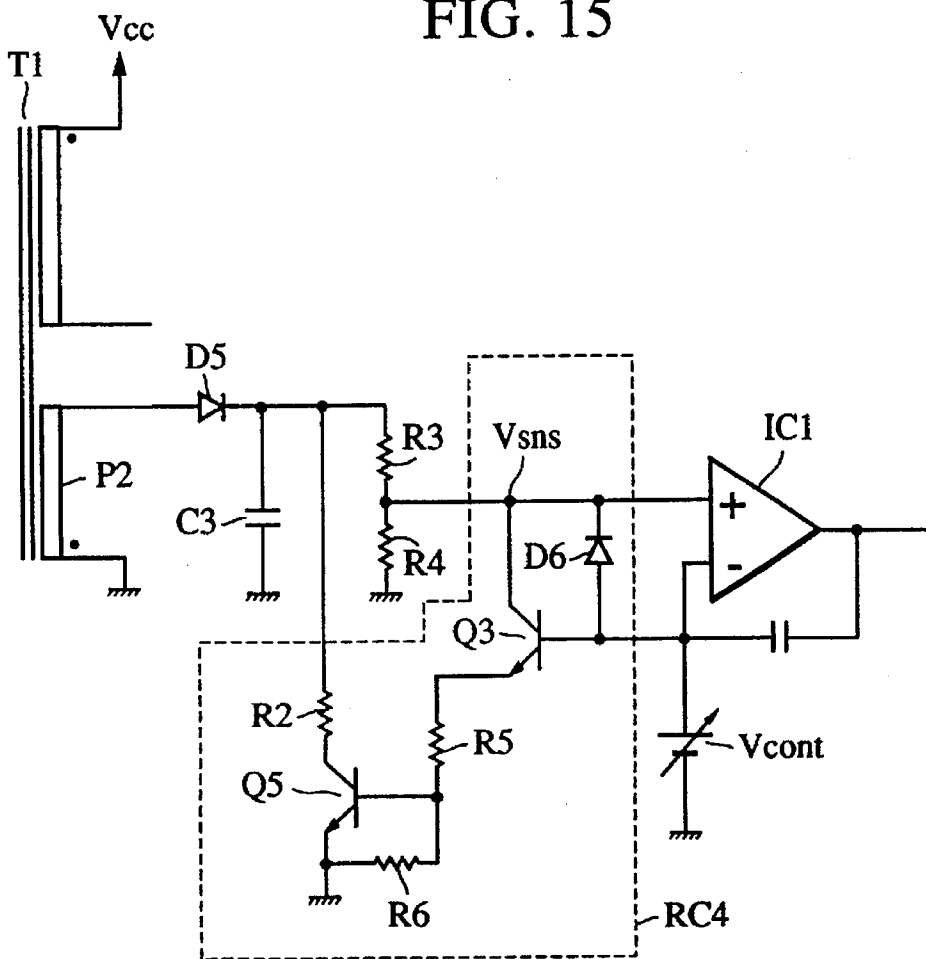 FIG. 15
Vcc
T1
D5
R3
Vsns
IC1
P2
C3
R4
D6
+
-
Q3
R2
R5
Vcont
Q5
R6
RC4